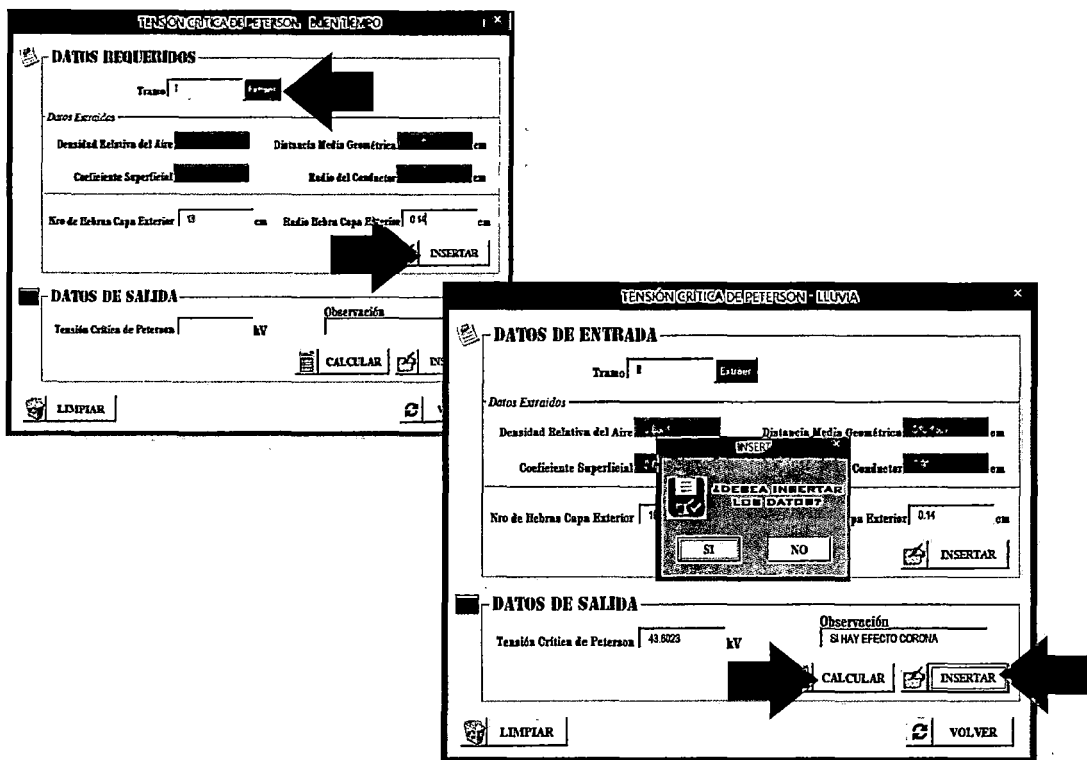 TENSIÓN CRÍTICA DE PETERSON - BUEN TIEMPO ×
DATOS REQUERIDOS
Tramo Extraer
Datos Extraidos
Densidad Relativa del Aire Distancia Media Geométrica cm
Coeficiente Superficial Radio del Conductor cm
Nro de Hebras Capa Exterior 13 cm Radio Hebra Capa Exterior 0.14 cm
INSERTAR
DATOS DE SALIDA
Observación
Tensión Crítica de Peterson kV
CALCULAR
LIMPIAR
TENSIÓN CRÍTICA DE PETERSON - LLUVIA ×
DATOS DE ENTRADA
Tramo Extraer
Datos Extraidos
Densidad Relativa del Aire Distancia Media Geométrica cm
INSERT ×
Coeficiente Superficial Conductor cm
¿DESEA INSERTAR
LOS DATOS?
Nro de Hebras Capa Exterior pa Exterior 0.14 cm
SI NO
INSERTAR
DATOS DE SALIDA
Observación
Tensión Crítica de Peterson 43.6023 kV SI HAY EFECTO CORONA
CALCULAR INSERTAR
LIMPIAR VOLVER